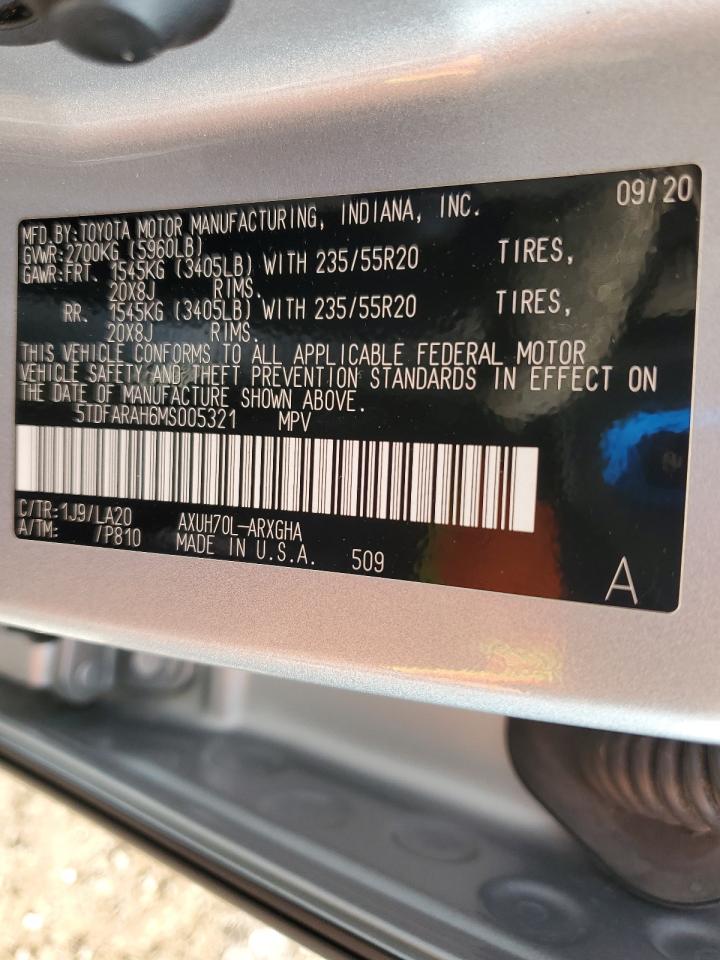 09/20
MFD.BY:TOYOTA MOTOR MANUFACTURING, INDIANA, INC.
GVWR:2700KG (5960LB)
GAWR:FRT. 1545KG (3405LB) WITH 235/55R20 TIRES,
20X8J RIMS.
RR. 1545KG (3405LB) WITH 235/55R20 TIRES,
20X8J RIMS.
THIS VEHICLE CONFORMS TO ALL APPLICABLE FEDERAL MOTOR
VEHICLE SAFETY AND THEFT PREVENTION STANDARDS IN EFFECT ON
THE DATE OF MANUFACTURE SHOWN ABOVE.
5TDFARAH6MS005321 MPV
C/TR:1J9/LA20 AXUH70L-ARXGHA
A/TM: /P810 MADE IN U.S.A. 509
A